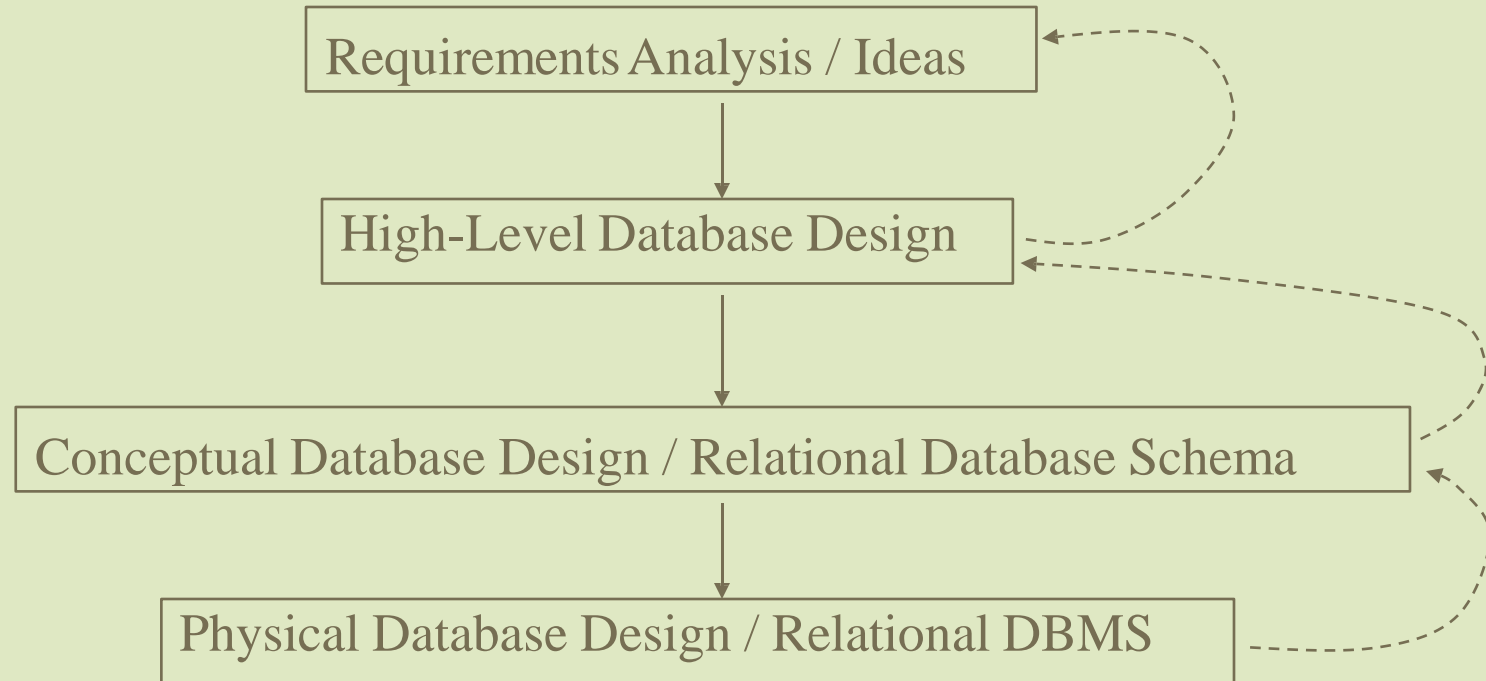 Requirements Analysis / Ideas
High-Level Database Design
Conceptual Database Design / Relational Database Schema
Physical Database Design / Relational DBMS